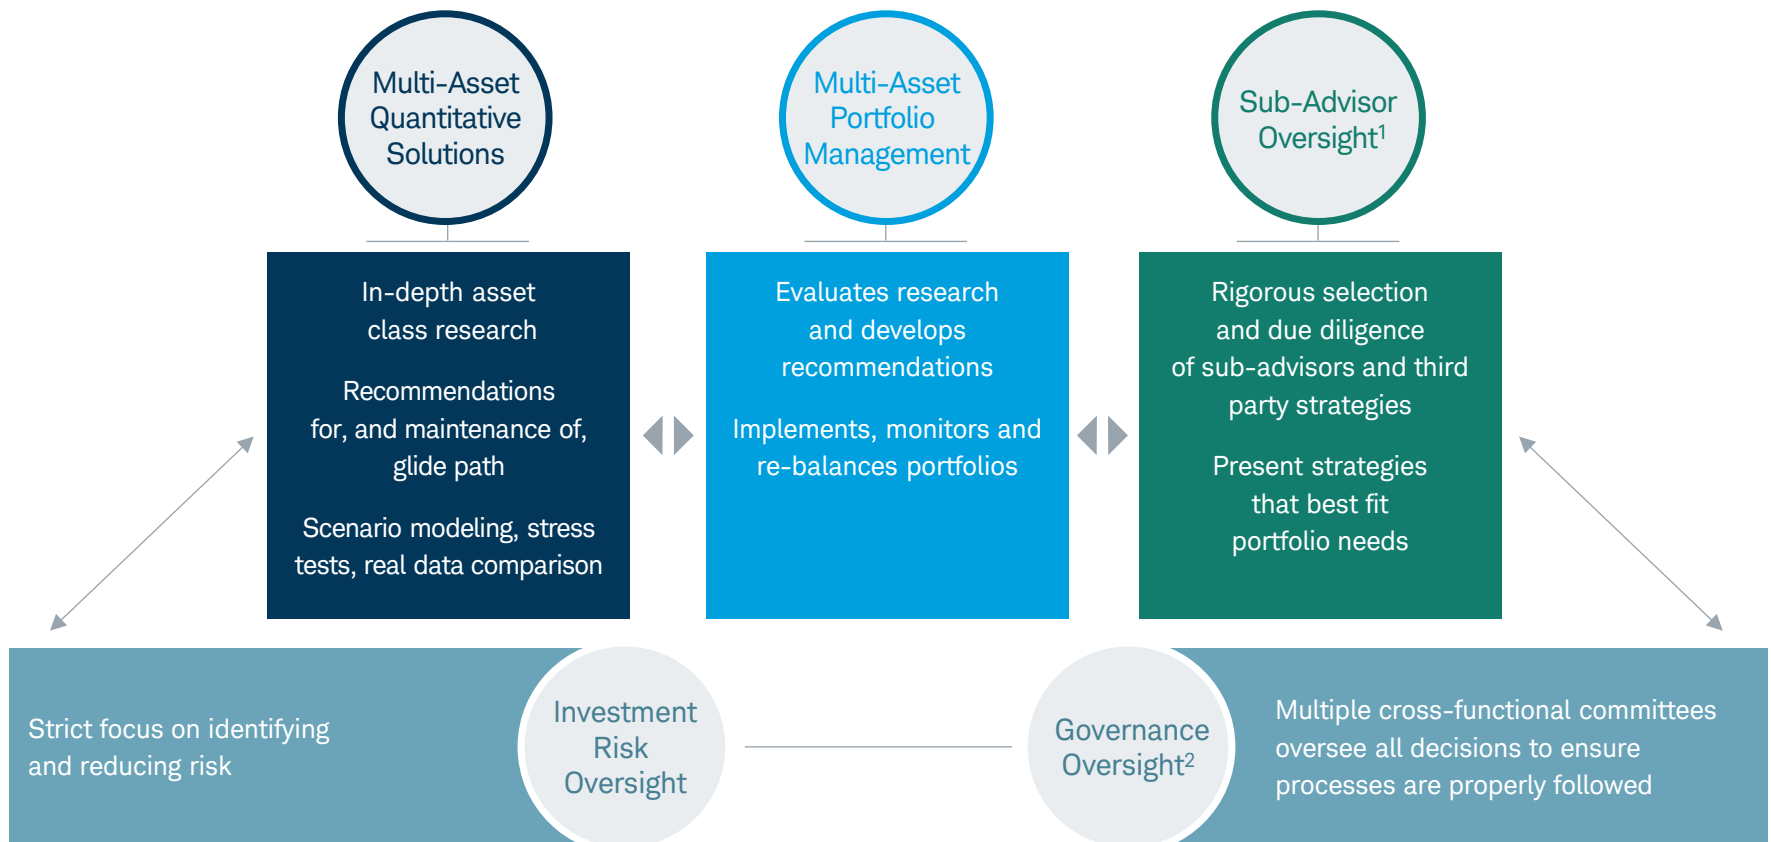 Multi-Asset
Quantitative
Solutions
Multi-Asset
Portfolio
Management
Sub-Advisor
Oversight¹
In-depth asset
class research
Recommendations
for, and maintenance of,
glide path
Scenario modeling, stress
tests, real data comparison
Evaluates research
and develops
recommendations
Implements, monitors and
re-balances portfolios
Rigorous selection
and due diligence
of sub-advisors and third
party strategies
Present strategies
that best fit
portfolio needs
Strict focus on identifying
and reducing risk
Investment
Risk
Oversight
Governance
Oversight²
Multiple cross-functional committees
oversee all decisions to ensure
processes are properly followed